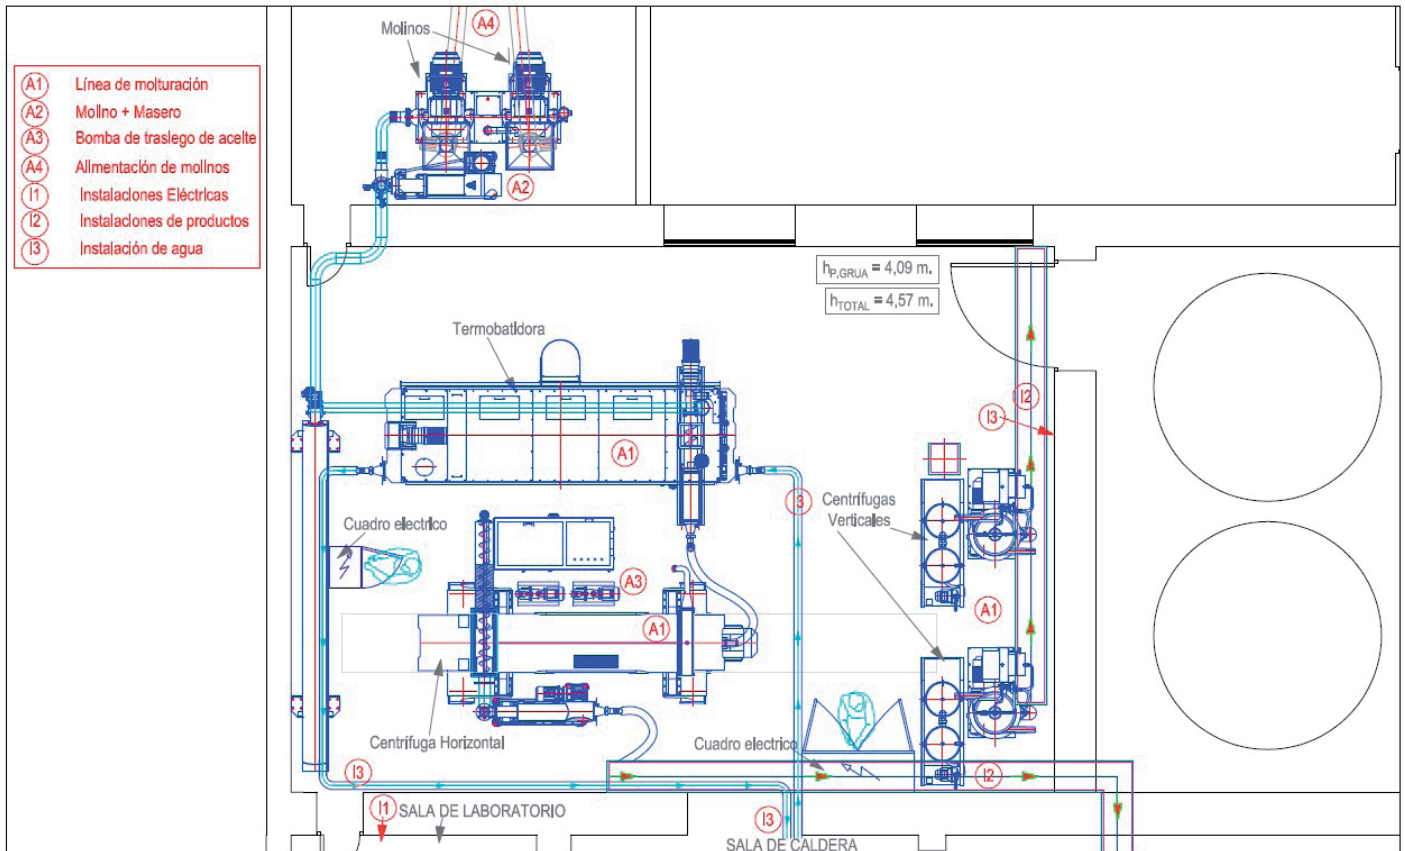 Molinos
A4
A1 Línea de molturación
A2 Molino + Masero
A3 Bomba de traslego de aceite
A4 Alimentación de molinos
I1 Instalaciones Eléctricas
I2 Instalaciones de productos
I3 Instalación de agua
A2
hP,GRUA = 4,09 m.
hTOTAL = 4,57 m.
Termobatidora
I2
I3
A1
Centrífugas
Verticales
I3
Cuadro electrico
A3
A1
A1
Centrífuga Horizontal
Cuadro electrico
I3
I2
I1
SALA DE LABORATORIO
I3
SALA DE CALDERA